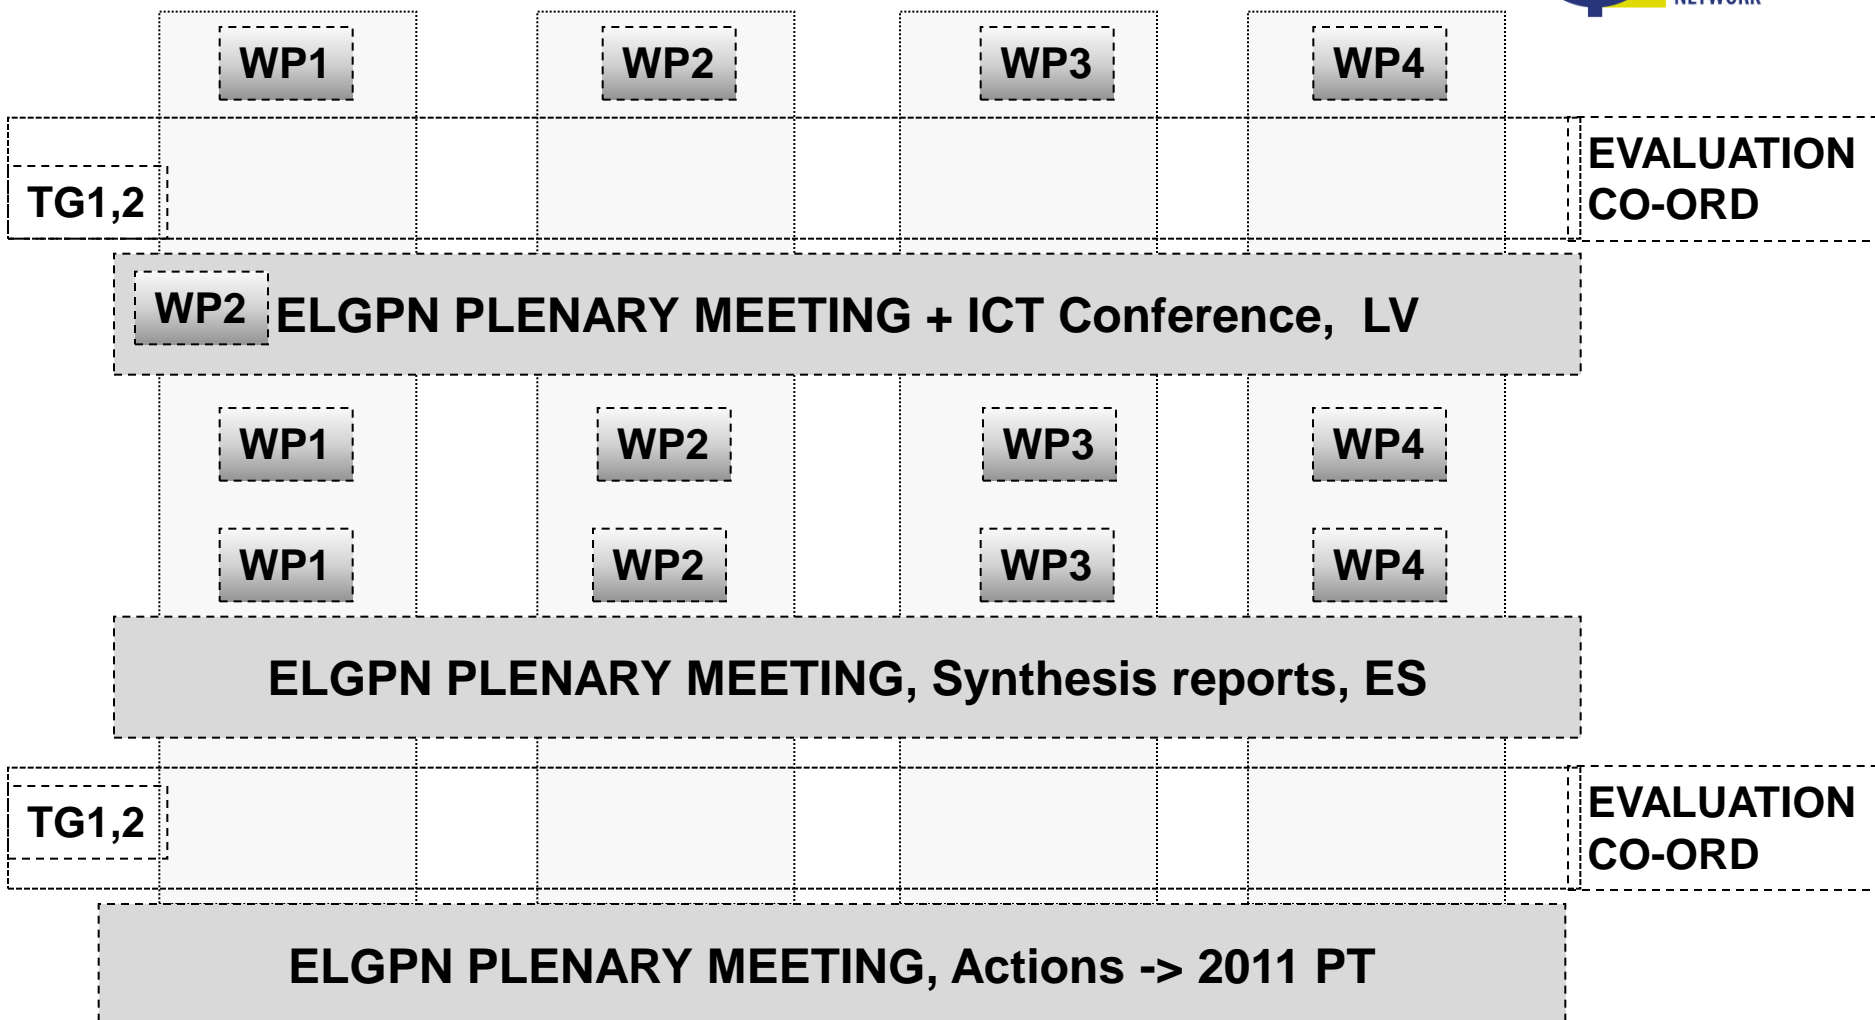 NETWORK
WP1 WP2 WP3 WP4
EVALUATION
CO-ORD
TG1,2
WP2 ELGPN PLENARY MEETING + ICT Conference, LV
WP1 WP2 WP3 WP4
WP1 WP2 WP3 WP4
ELGPN PLENARY MEETING, Synthesis reports, ES
TG1,2
EVALUATION
CO-ORD
ELGPN PLENARY MEETING, Actions -> 2011 PT